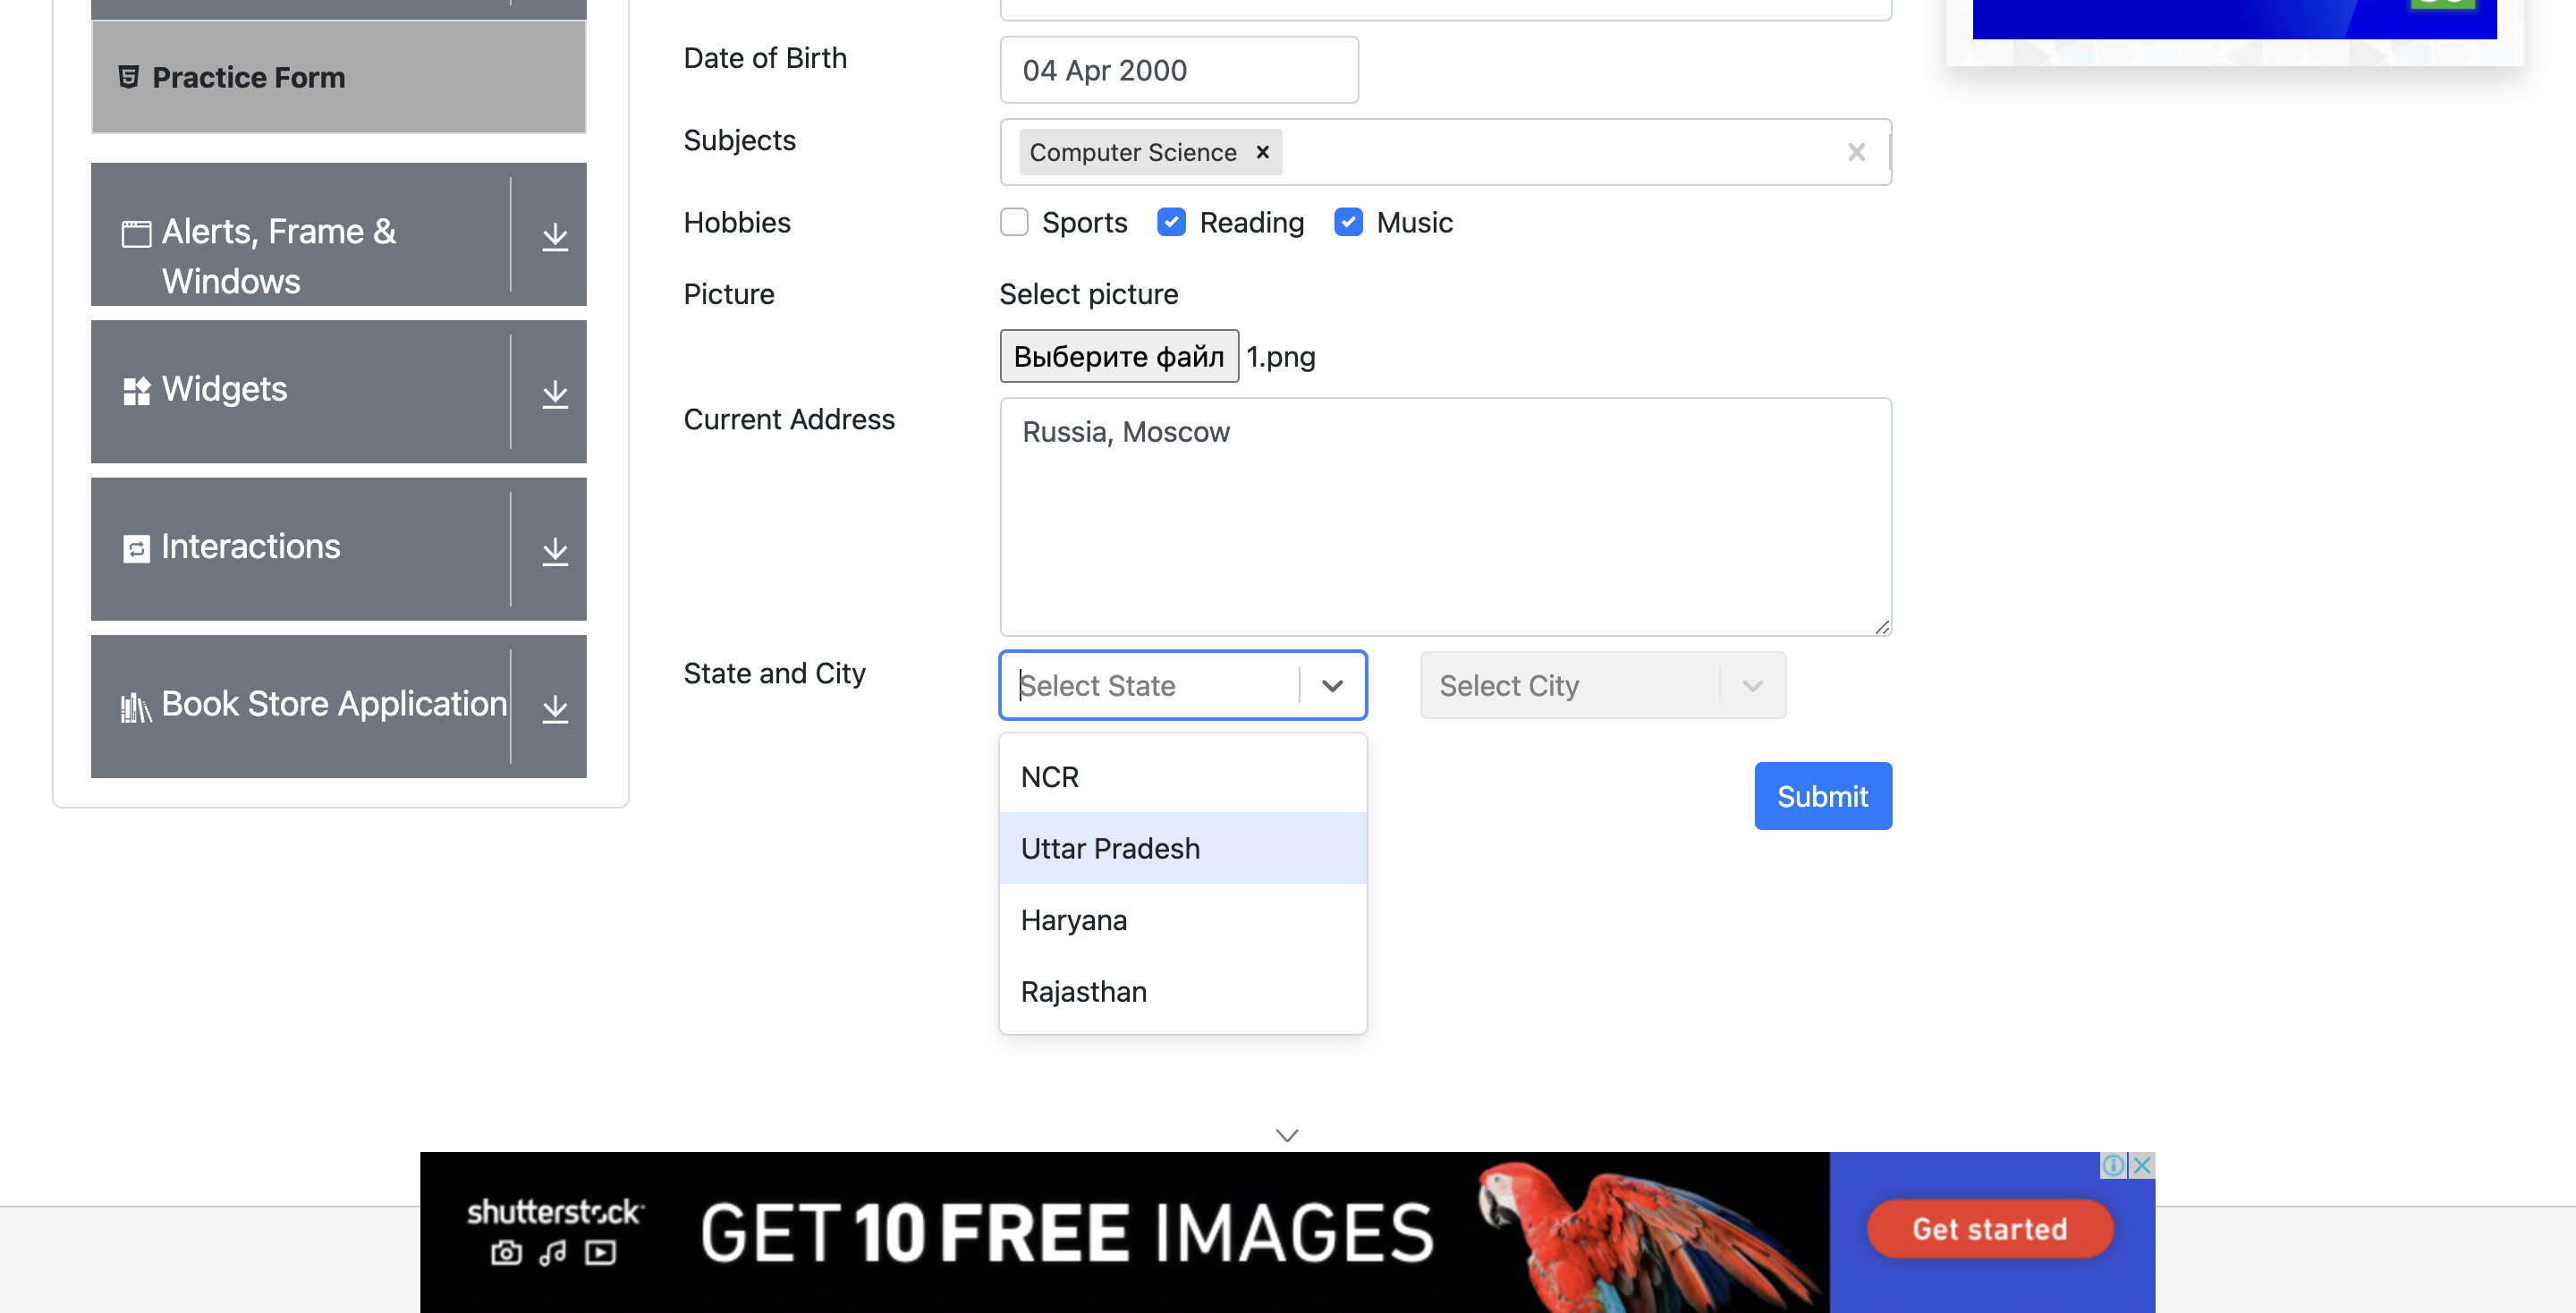 Practice Form
Alerts, Frame &
Windows
Widgets
Interactions
Book Store Application
Date of Birth
04 Apr 2000
Subjects
Computer Science
Hobbies
Sports
Reading
Music
Picture
Select picture
Выберите файл 1.png
Current Address
Russia, Moscow
State and City
Select State
Select City
NCR
Uttar Pradesh
Haryana
Rajasthan
Submit
shutterstock
GET 10 FREE IMAGES
Get started